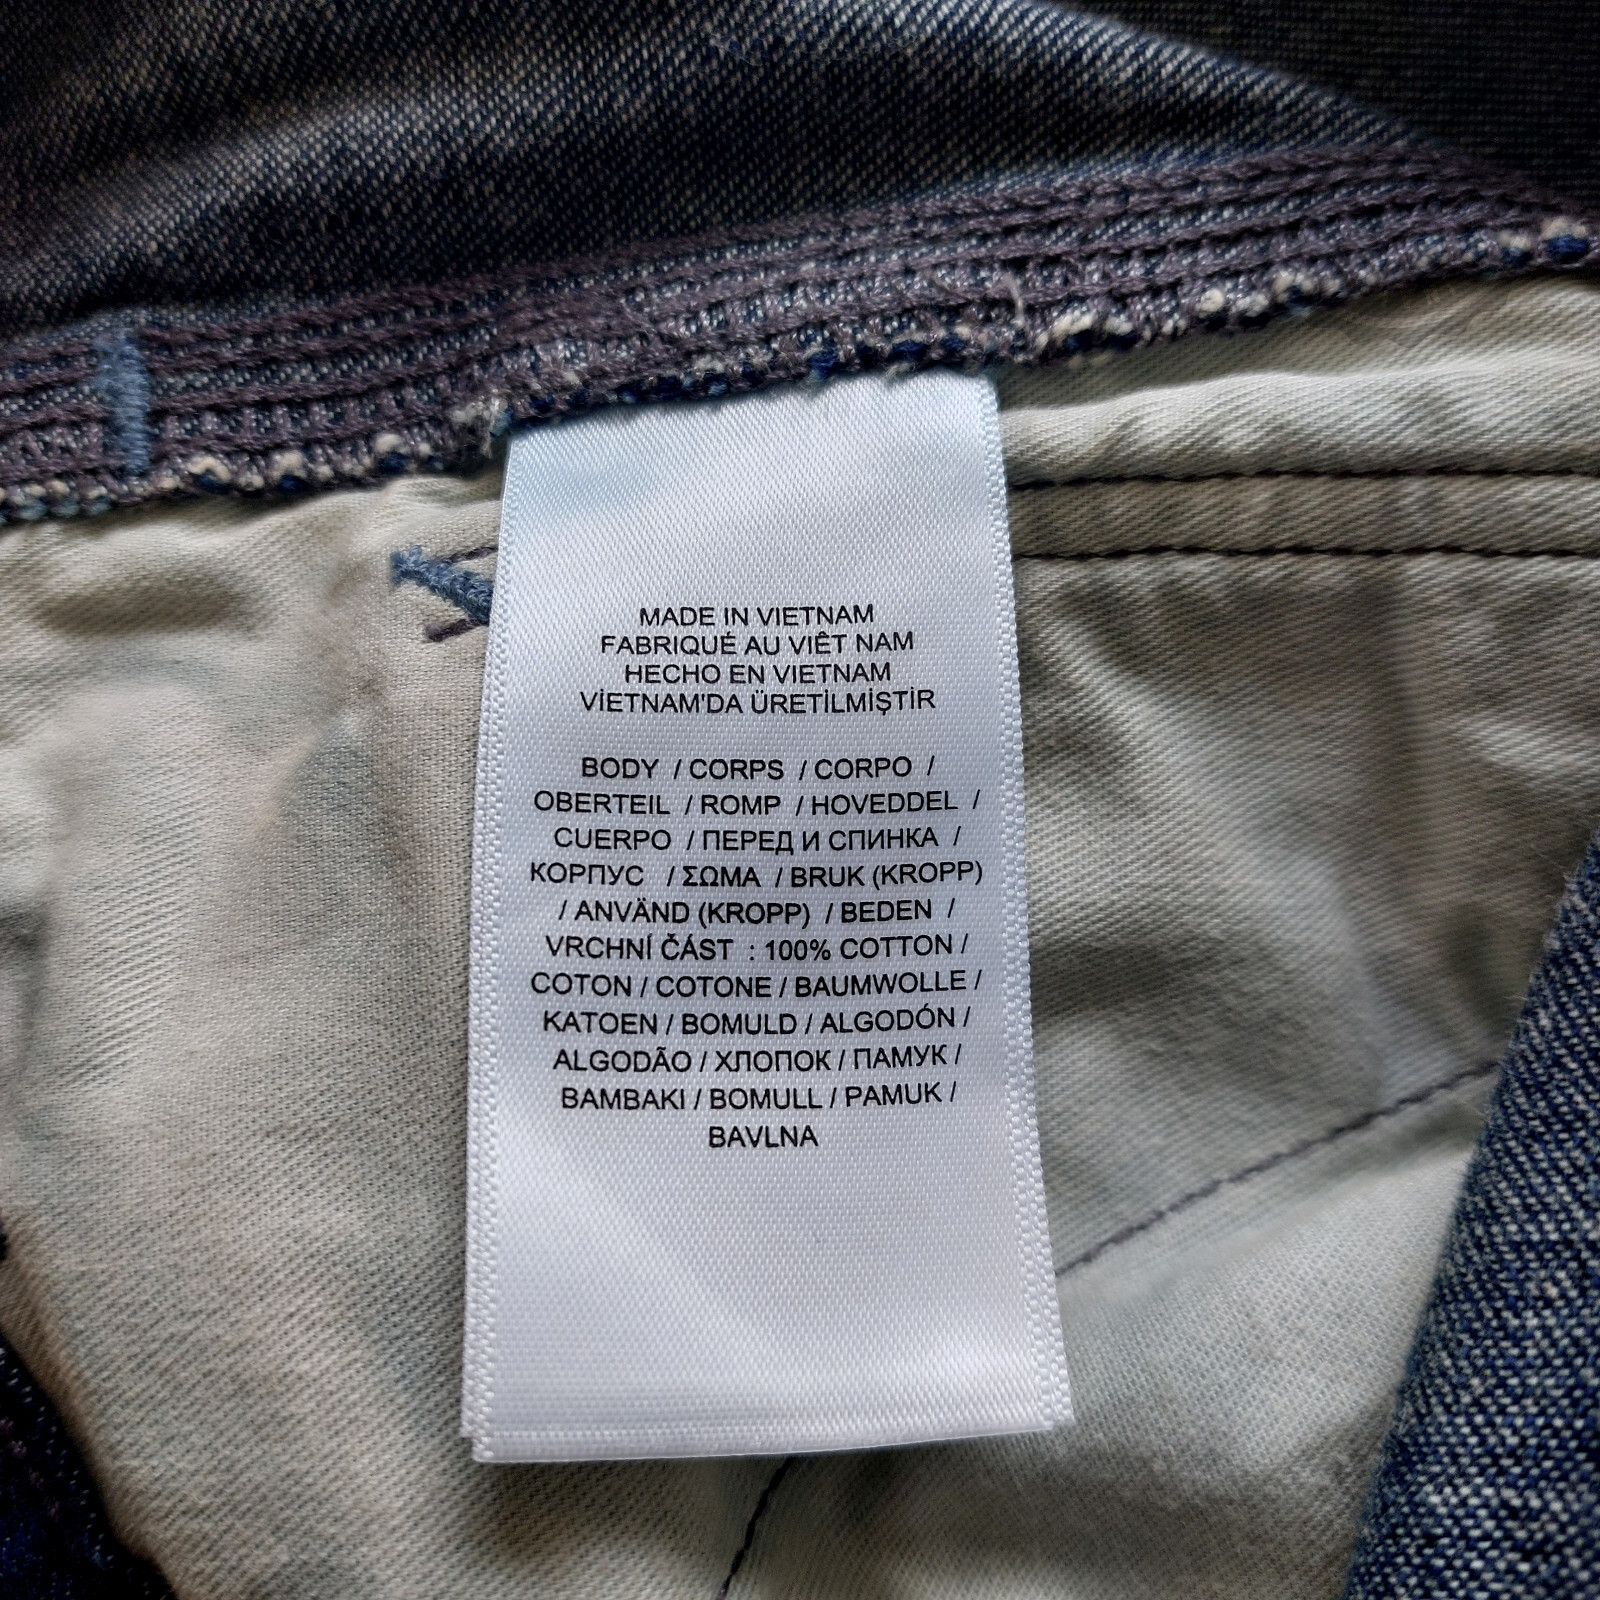 MADE IN VIETNAM
FABRIQUÉ AU VIÊT NAM
HECHO EN VIETNAM
VİETNAM'DA ÜRETİLMİŞTİR
BODY / CORPS / CORPO /
OBERTEIL / ROMP / HOVEDDEL /
CUERPO / ПЕРЕД И СПИНКА /
КОРПУС / ΣΩΜΑ / BRUK (KROPP)
/ ANVÄND (KROPP) / BEDEN /
VRCHNÍ ČÁST : 100% COTTON /
COTON / COTONE / BAUMWOLLE /
KATOEN / BOMULD / ALGODÓN /
ALGODÃO / ХЛОПОК / ПАМУК /
BAMBAKI / BOMULL / PAMUK /
BAVLNA